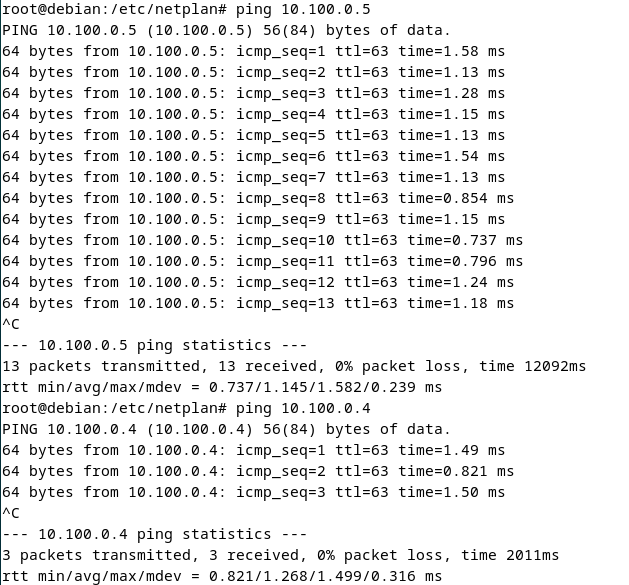 root@debian:/etc/netplan# ping 10.100.0.5
PING 10.100.0.5 (10.100.0.5) 56(84) bytes of data.
64 bytes from 10.100.0.5: icmp_seq=1 ttl=63 time=1.58 ms
64 bytes from 10.100.0.5: icmp_seq=2 ttl=63 time=1.13 ms
64 bytes from 10.100.0.5: icmp_seq=3 ttl=63 time=1.28 ms
64 bytes from 10.100.0.5: icmp_seq=4 ttl=63 time=1.15 ms
64 bytes from 10.100.0.5: icmp_seq=5 ttl=63 time=1.13 ms
64 bytes from 10.100.0.5: icmp_seq=6 ttl=63 time=1.54 ms
64 bytes from 10.100.0.5: icmp_seq=7 ttl=63 time=1.13 ms
64 bytes from 10.100.0.5: icmp_seq=8 ttl=63 time=0.854 ms
64 bytes from 10.100.0.5: icmp_seq=9 ttl=63 time=1.15 ms
64 bytes from 10.100.0.5: icmp_seq=10 ttl=63 time=0.737 ms
64 bytes from 10.100.0.5: icmp_seq=11 ttl=63 time=0.796 ms
64 bytes from 10.100.0.5: icmp_seq=12 ttl=63 time=1.24 ms
64 bytes from 10.100.0.5: icmp_seq=13 ttl=63 time=1.18 ms
^C
--- 10.100.0.5 ping statistics ---
13 packets transmitted, 13 received, 0% packet loss, time 12092ms
rtt min/avg/max/mdev = 0.737/1.145/1.582/0.239 ms
root@debian:/etc/netplan# ping 10.100.0.4
PING 10.100.0.4 (10.100.0.4) 56(84) bytes of data.
64 bytes from 10.100.0.4: icmp_seq=1 ttl=63 time=1.49 ms
64 bytes from 10.100.0.4: icmp_seq=2 ttl=63 time=0.821 ms
64 bytes from 10.100.0.4: icmp_seq=3 ttl=63 time=1.50 ms
^C
--- 10.100.0.4 ping statistics ---
3 packets transmitted, 3 received, 0% packet loss, time 2011ms
rtt min/avg/max/mdev = 0.821/1.268/1.499/0.316 ms